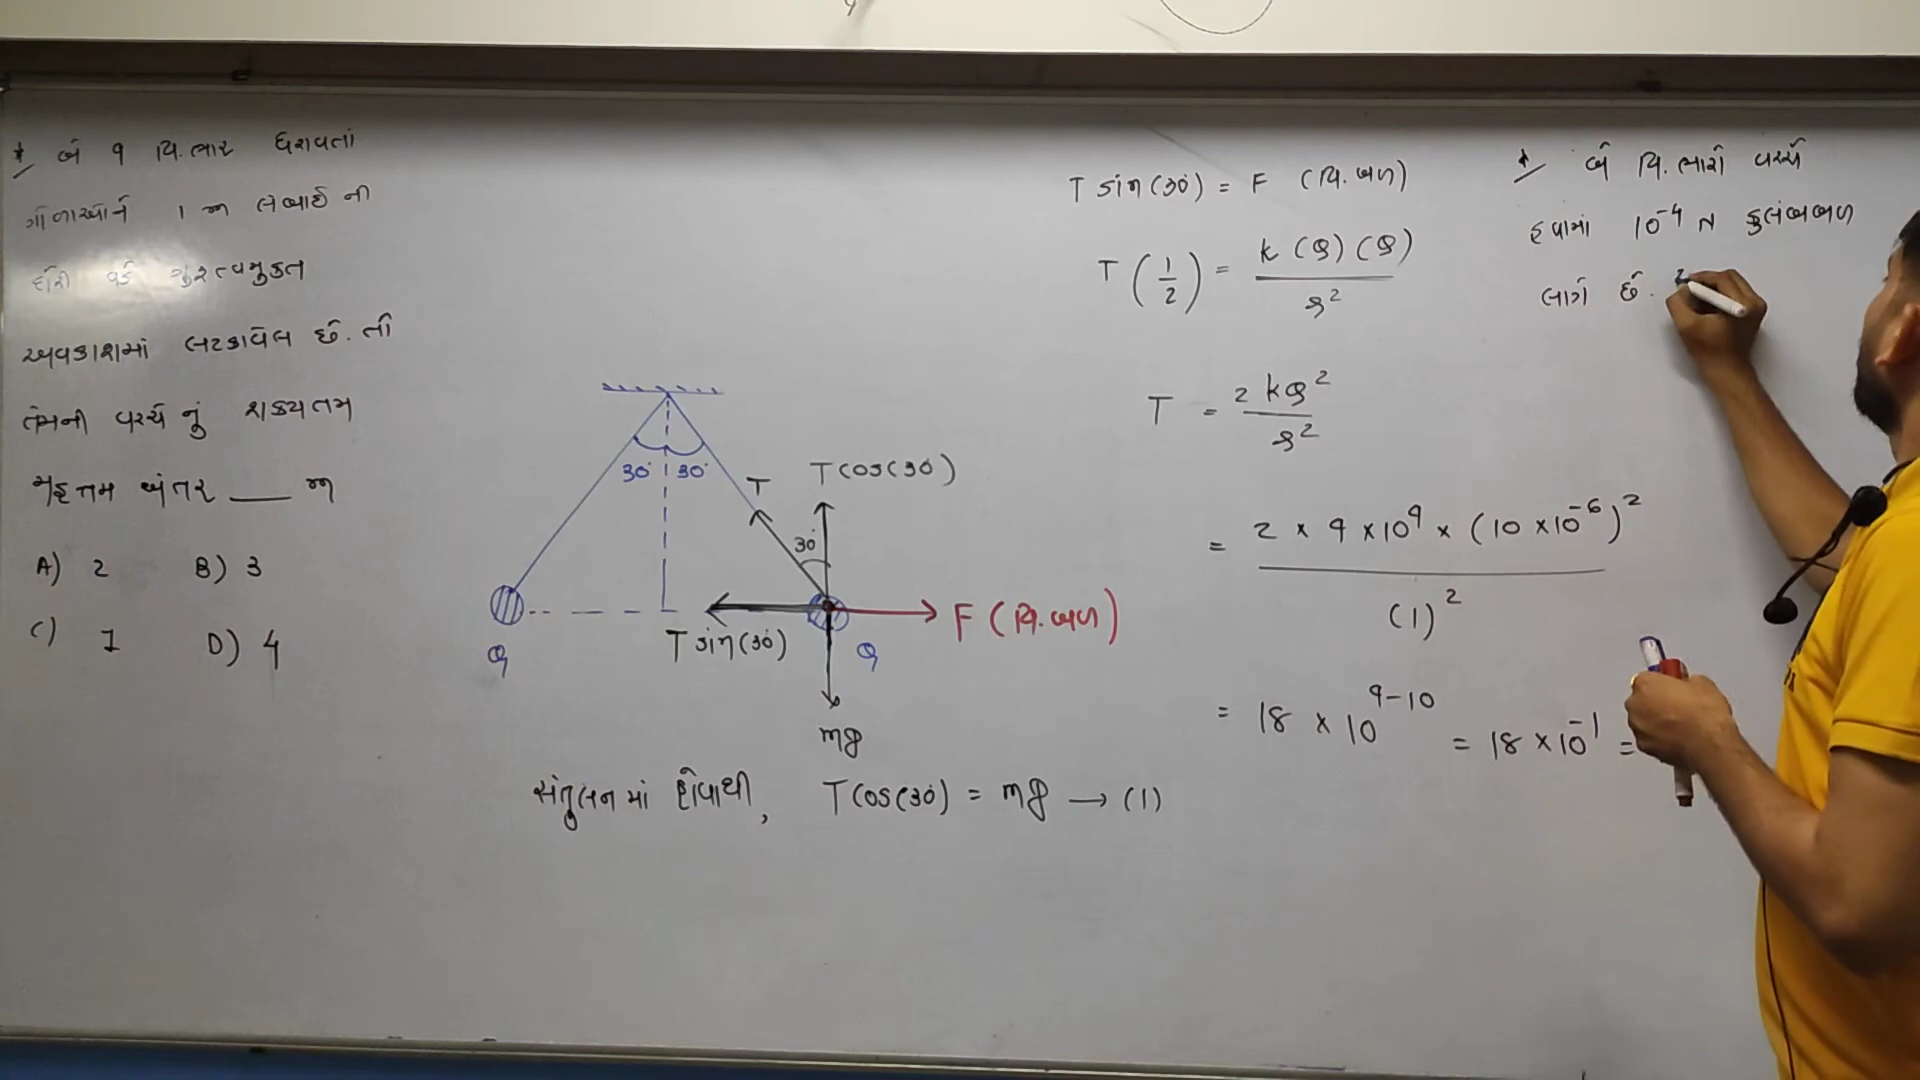 * બે q વિ.ભાર ધરાવતાં
ગોળાઓને 1 m લંબાઈ ની
દોરી વડે ગુરુત્વમુક્ત
અવકાશમાં લટકાવેલ છે. તો
તેમની વચ્ચે નું શક્યતમ
મહત્તમ અંતર ___ m
A) 2 B) 3
C) 1 D) 4
30° 30°
T
T cos(30°)
30°
T sin(30°)
F (વિ.બળ)
Q
Q
mg
સંતુલન માં હોવાથી, T cos(30°) = mg → (1)
T sin(30°) = F (વિ.બળ)
T (1/2) = k (Q) (Q) / r²
T = 2 kQ² / r²
= 2 × 9 × 10⁹ × (10 × 10⁻⁶)² / (1)²
= 18 × 10⁹⁻¹⁰ = 18 × 10⁻¹ =
* બે વિ.ભારો વચ્ચે
હવામાં 10⁻⁴ N કુલંબબળ
લાગે છે.